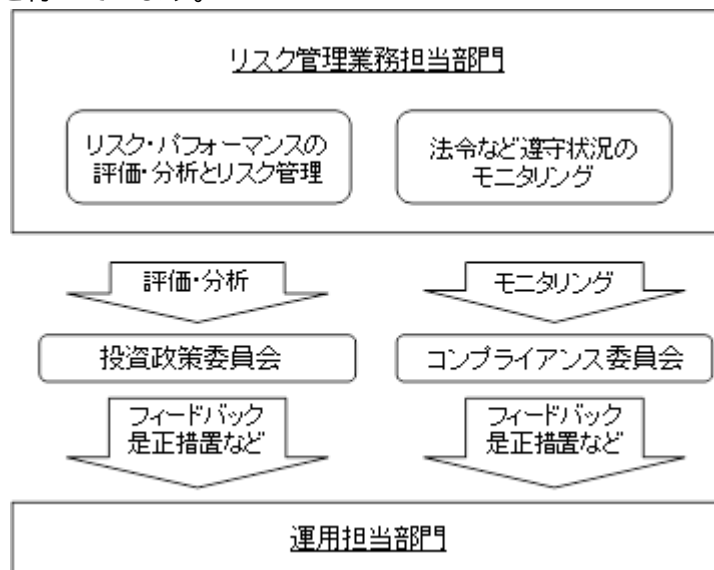 リスク管理業務担当部門
リスク・パフォーマンスの
評価・分析とリスク管理
法令など遵守状況の
モニタリング
評価・分析
モニタリング
投資政策委員会
コンプライアンス委員会
フィードバック
是正措置など
フィードバック
是正措置など
運用担当部門